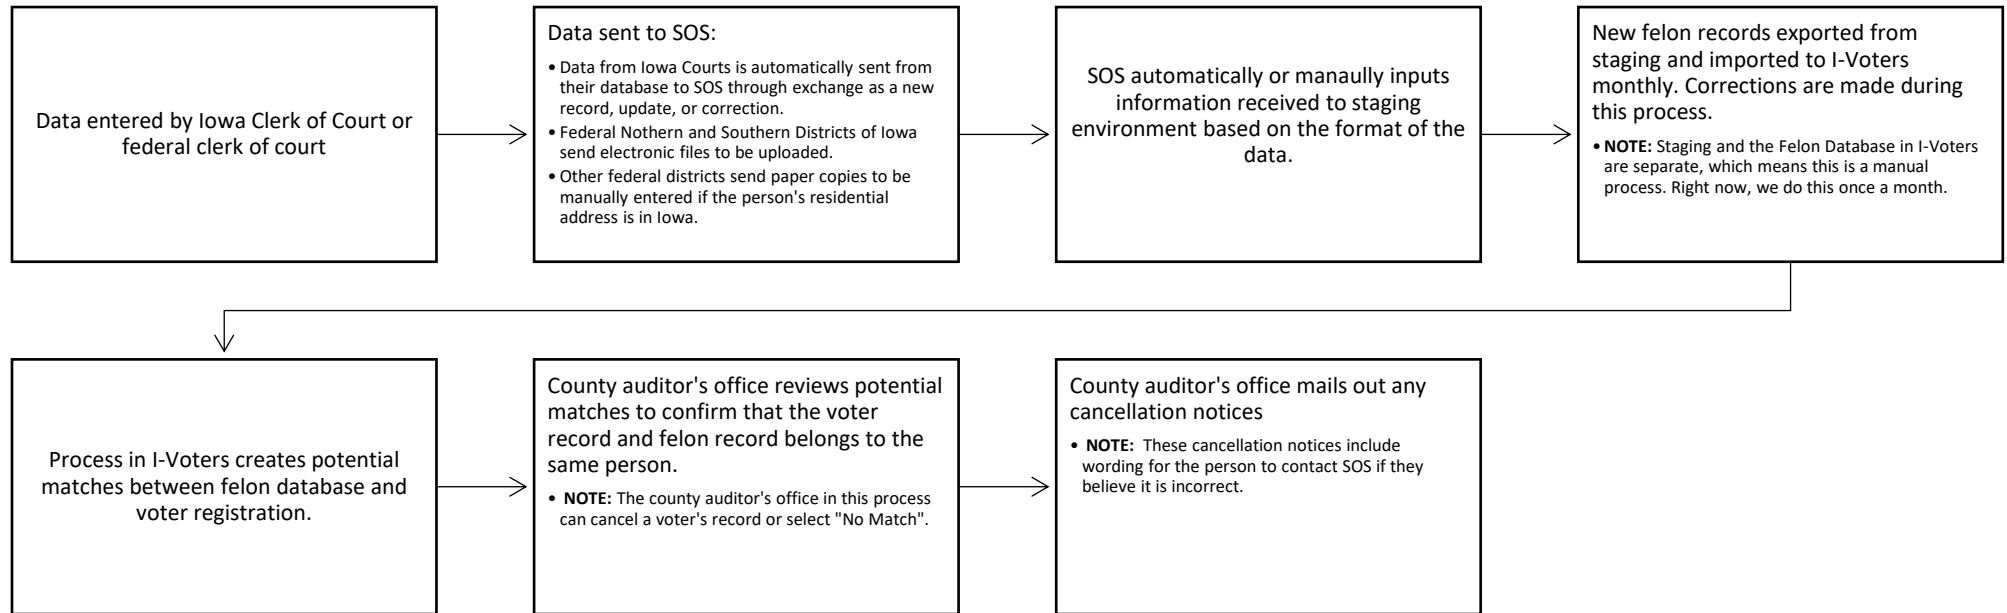 Data entered by Iowa Clerk of Court or
federal clerk of court
Data sent to SOS:
• Data from Iowa Courts is automatically sent from
their database to SOS through exchange as a new
record, update, or correction.
• Federal Nothern and Southern Districts of Iowa
send electronic files to be uploaded.
• Other federal districts send paper copies to be
manually entered if the person's residential
address is in Iowa.
SOS automatically or manaully inputs
information received to staging
environment based on the format of the
data.
New felon records exported from
staging and imported to I-Voters
monthly. Corrections are made during
this process.
• NOTE: Staging and the Felon Database in I-Voters
are separate, which means this is a manual
process. Right now, we do this once a month.
Process in I-Voters creates potential
matches between felon database and
voter registration.
County auditor's office reviews potential
matches to confirm that the voter
record and felon record belongs to the
same person.
• NOTE: The county auditor's office in this process
can cancel a voter's record or select "No Match".
County auditor's office mails out any
cancellation notices
• NOTE: These cancellation notices include
wording for the person to contact SOS if they
believe it is incorrect.